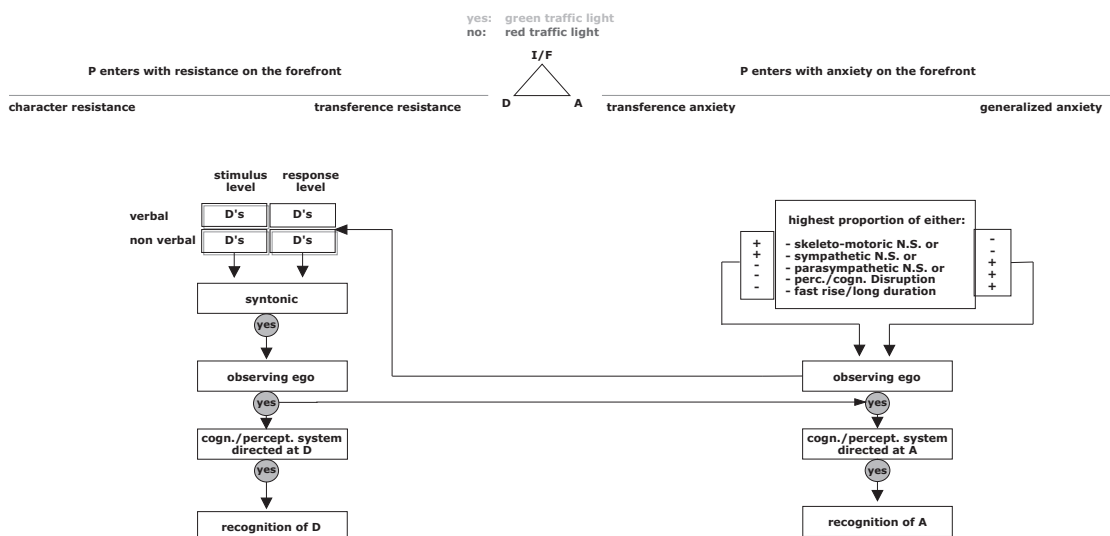 yes: green traffic light
no: red traffic light
I/F
P enters with resistance on the forefront
P enters with anxiety on the forefront
D A
character resistance transference resistance
transference anxiety generalized anxiety
stimulus level
response level
verbal D's D's
non verbal D's D's
highest proportion of either:
+ - skeleto-motoric N.S. or -
+ - sympathetic N.S. or -
- - parasympathetic N.S. or +
- - perc./cogn. Disruption +
- - fast rise/long duration +
syntonic
yes
observing ego
observing ego
yes
yes
cogn./percept. system
directed at D
cogn./percept. system
directed at A
yes
yes
recognition of D
recognition of A